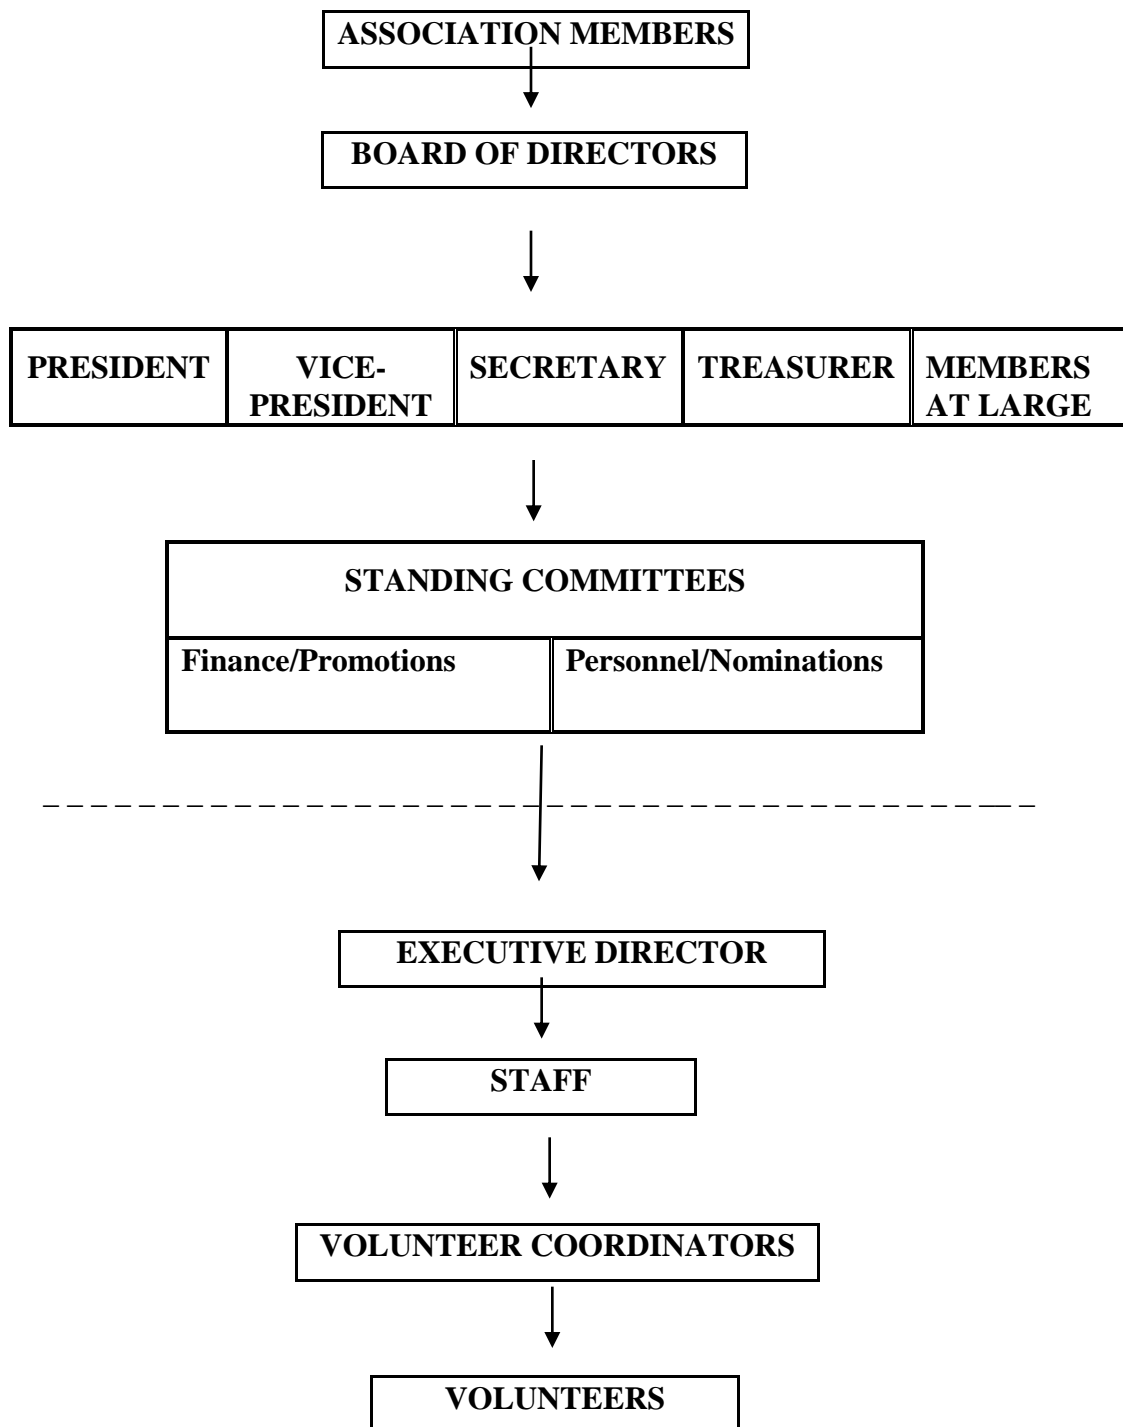 ASSOCIATION MEMBERS
BOARD OF DIRECTORS
PRESIDENT
VICE-
PRESIDENT
SECRETARY
TREASURER
MEMBERS
AT LARGE
STANDING COMMITTEES
Finance/Promotions
Personnel/Nominations
EXECUTIVE DIRECTOR
STAFF
VOLUNTEER COORDINATORS
VOLUNTEERS